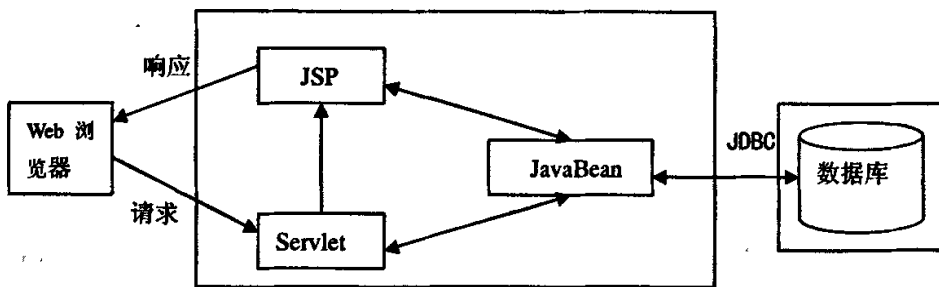 响应
JSP
Web 浏
览器
JDBC
JavaBean
数据库
请求
Servlet